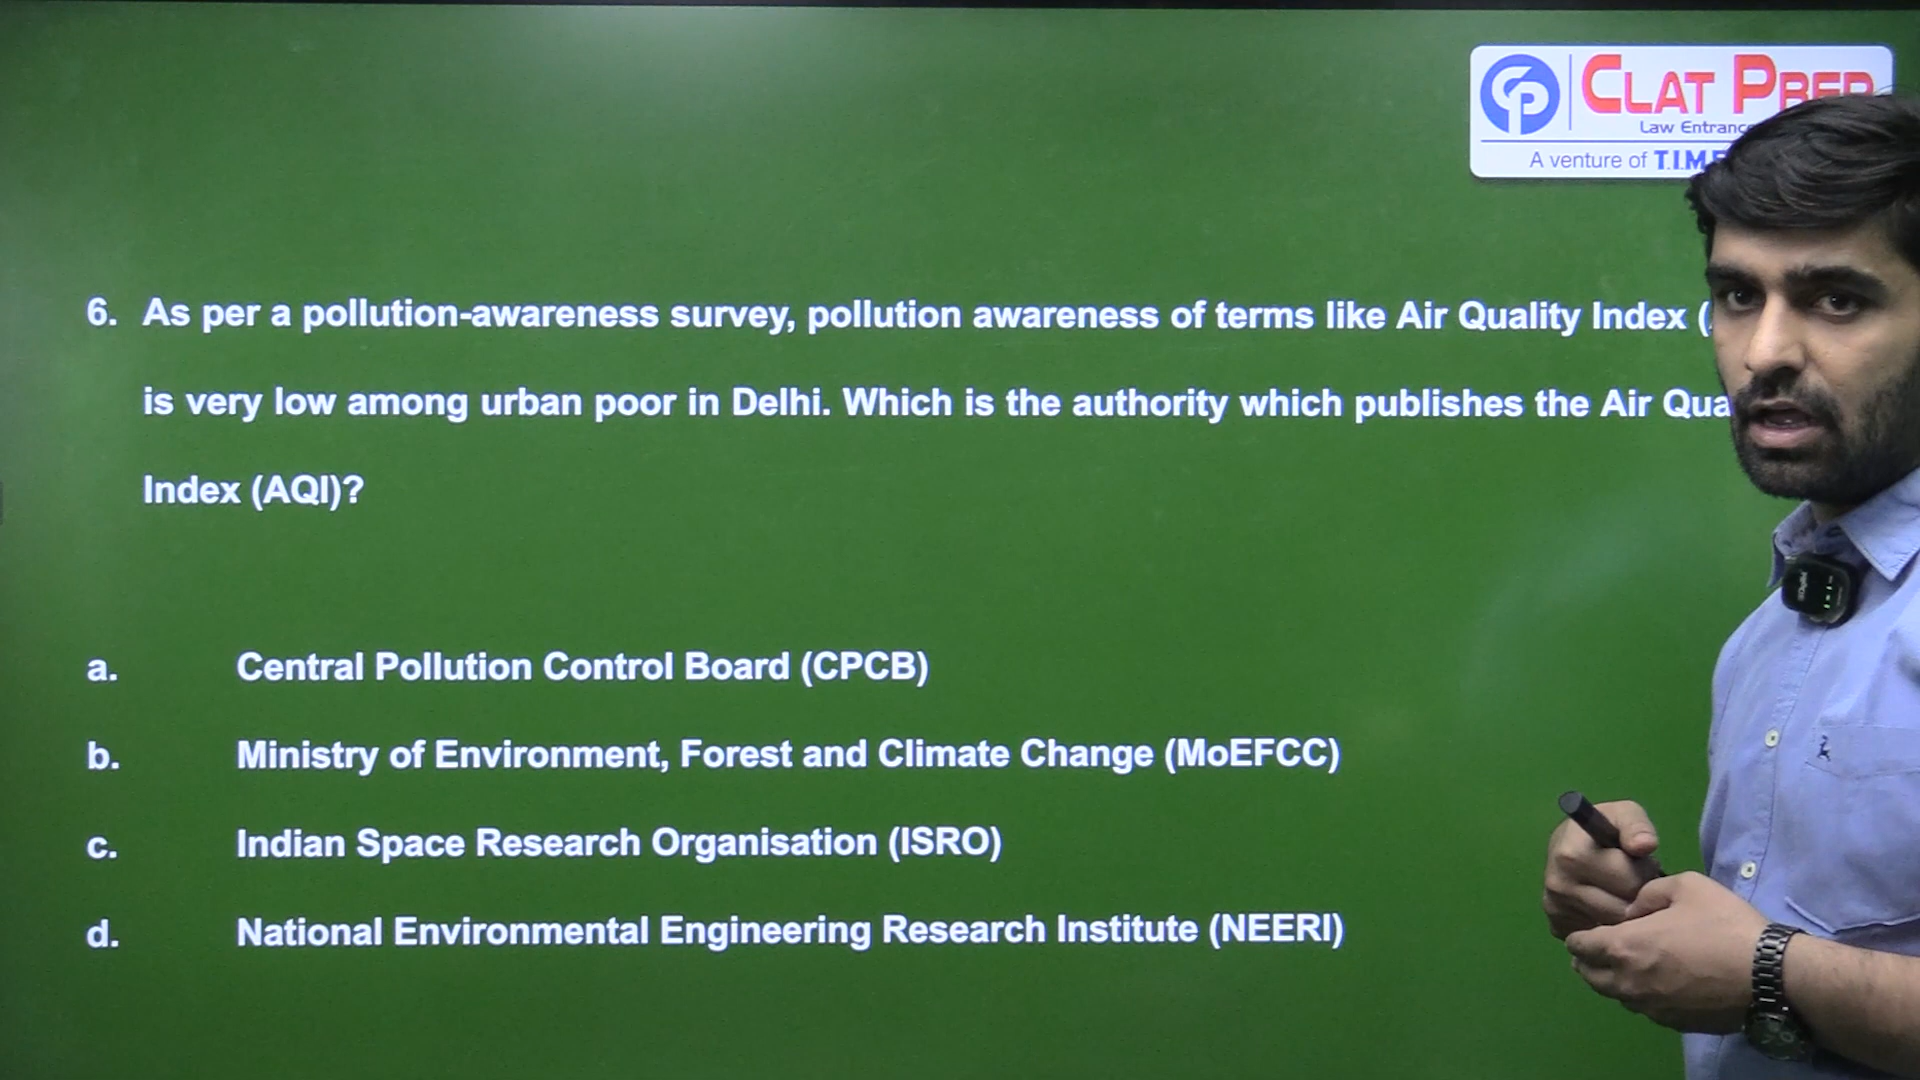 CLAT PREP
Law Entrance
A venture of T.I.M.E
6. As per a pollution-awareness survey, pollution awareness of terms like Air Quality Index (
is very low among urban poor in Delhi. Which is the authority which publishes the Air Qua
Index (AQI)?
a. Central Pollution Control Board (CPCB)
b. Ministry of Environment, Forest and Climate Change (MoEFCC)
c. Indian Space Research Organisation (ISRO)
d. National Environmental Engineering Research Institute (NEERI)